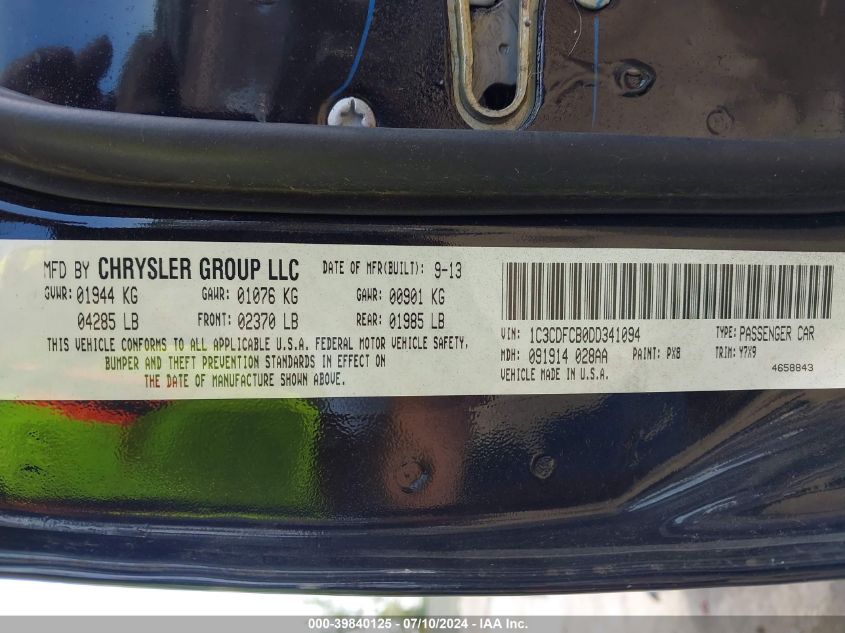 MFD BY CHRYSLER GROUP LLC DATE OF MFR(BUILT): 9-13
GVWR: 01944 KG GAWR: 01076 KG GAWR: 00901 KG
04285 LB FRONT: 02370 LB REAR: 01985 LB
THIS VEHICLE CONFORMS TO ALL APPLICABLE U.S.A. FEDERAL MOTOR VEHICLE SAFETY,
BUMPER AND THEFT PREVENTION STANDARDS IN EFFECT ON
THE DATE OF MANUFACTURE SHOWN ABOVE.
VIN: 1C3CDFCB0DD341094 TYPE: PASSENGER CAR
MDH: 091914 028AA PAINT: PX8 TRIM: Y7X9
VEHICLE MADE IN U.S.A. 4658843
000-39840125 - 07/10/2024 - IAA Inc.